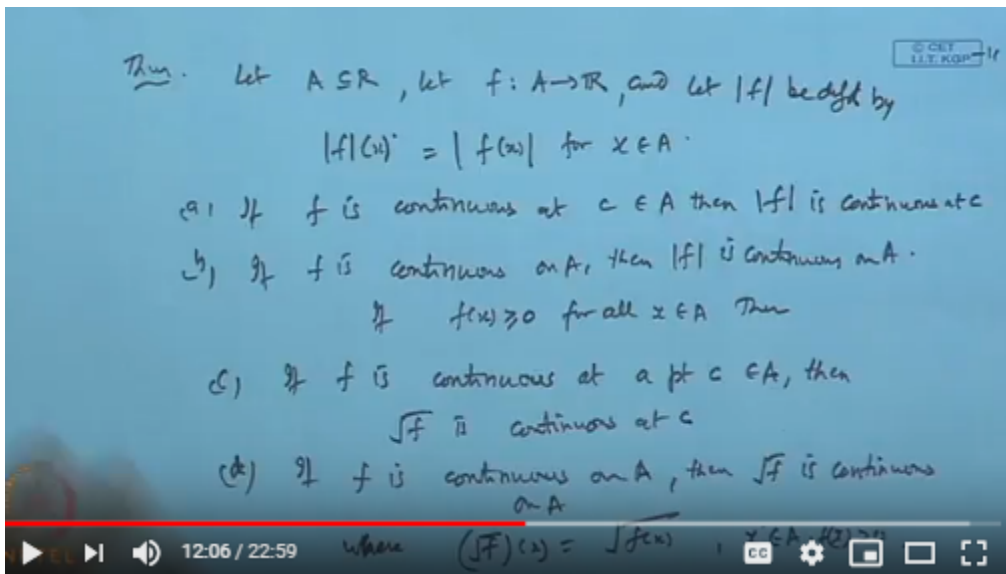 © CET
I.I.T. KGP
Thm. Let A ⊆ R, let f: A→R, and let |f| be defd by
|f|(x) = |f(x)| for x ∈ A.
(a) If f is continuous at c ∈ A then |f| is continuous at c
(b) If f is continuous on A, then |f| is continuous on A.
If f(x) ≥ 0 for all x ∈ A Then
(c) If f is continuous at a pt c ∈ A, then
√f is continuous at c
(d) If f is continuous on A, then √f is continuous
on A
where (√f)(x) = √f(x), x ∈ A
12:06 / 22:59
CC